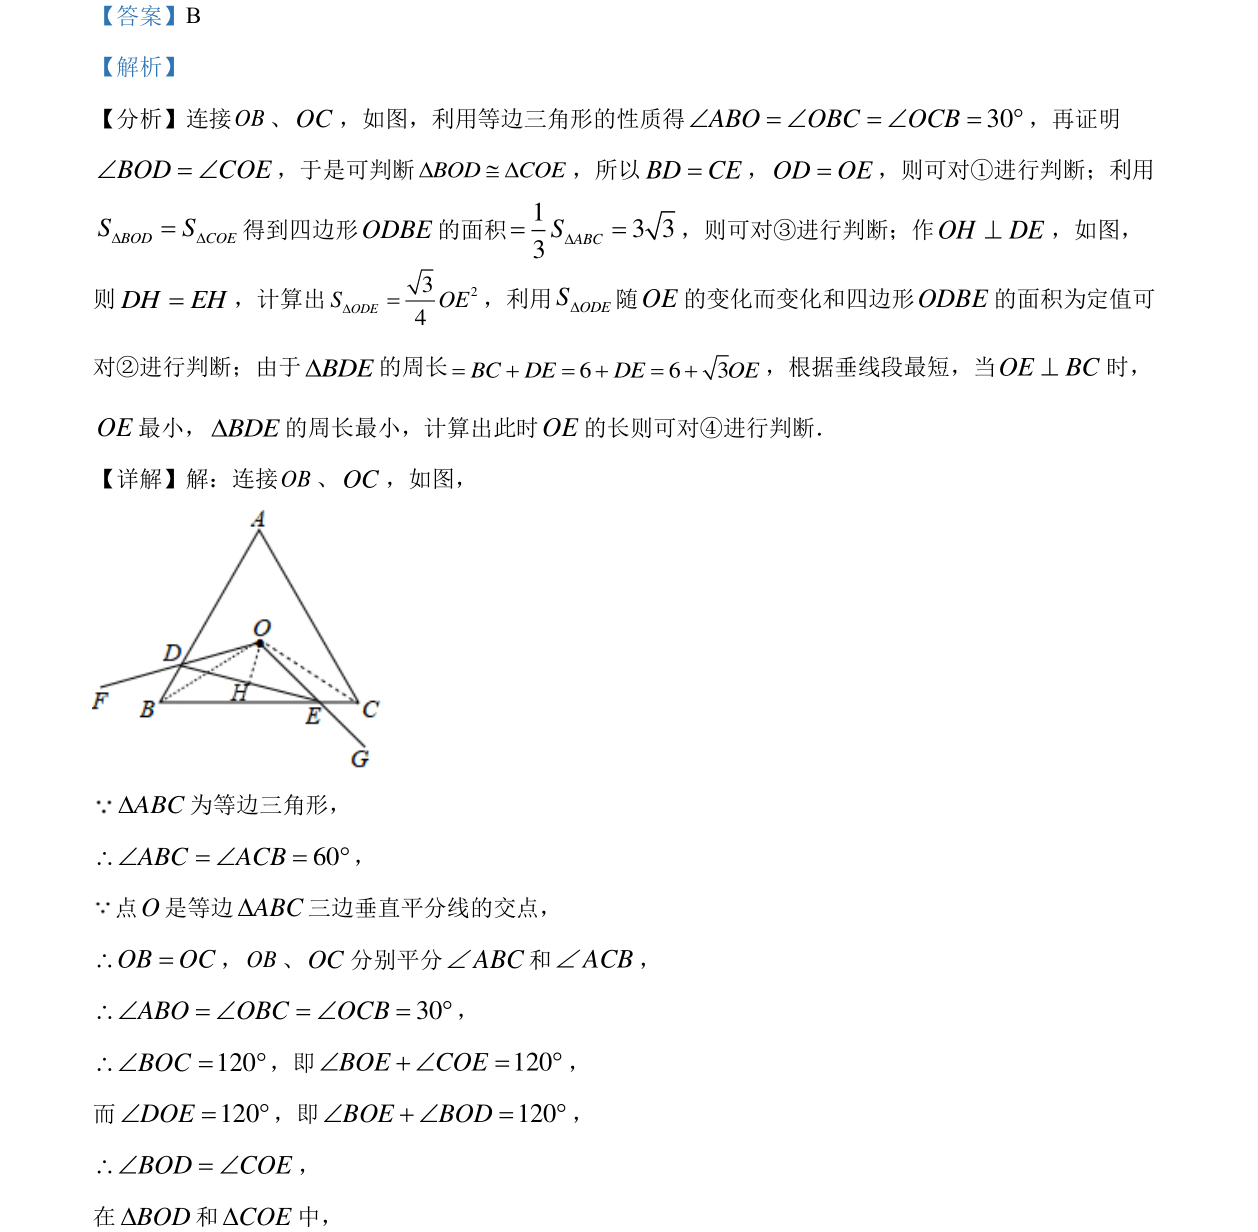 【答案】B
【解析】
【分析】连接OB、OC，如图，利用等边三角形的性质得∠ABO=∠OBC=∠OCB=30°，再证明
∠BOD=∠COE，于是可判断ΔBOD≅ΔCOE，所以BD=CE，OD=OE，则可对①进行判断；利用
S_{ΔBOD}=S_{ΔCOE}得到四边形ODBE的面积=\frac{1}{3}S_{ΔABC}=3\sqrt{3}，则可对③进行判断；作OH⊥DE，如图，
则DH=EH，计算出S_{ΔODE}=\frac{\sqrt{3}}{4}OE^2，利用S_{ΔODE}随OE的变化而变化和四边形ODBE的面积为定值可
对②进行判断；由于ΔBDE的周长=BC+DE=6+DE=6+\sqrt{3}OE，根据垂线段最短，当OE⊥BC时，
OE最小，ΔBDE的周长最小，计算出此时OE的长则可对④进行判断．
【详解】解：连接OB、OC，如图，
A
O
D
F
B
H
E
C
G
∵ΔABC为等边三角形，
∴∠ABC=∠ACB=60°，
∵点O是等边ΔABC三边垂直平分线的交点，
∴OB=OC，OB、OC分别平分∠ABC和∠ACB，
∴∠ABO=∠OBC=∠OCB=30°，
∴∠BOC=120°，即∠BOE+∠COE=120°，
而∠DOE=120°，即∠BOE+∠BOD=120°，
∴∠BOD=∠COE，
在ΔBOD和ΔCOE中，